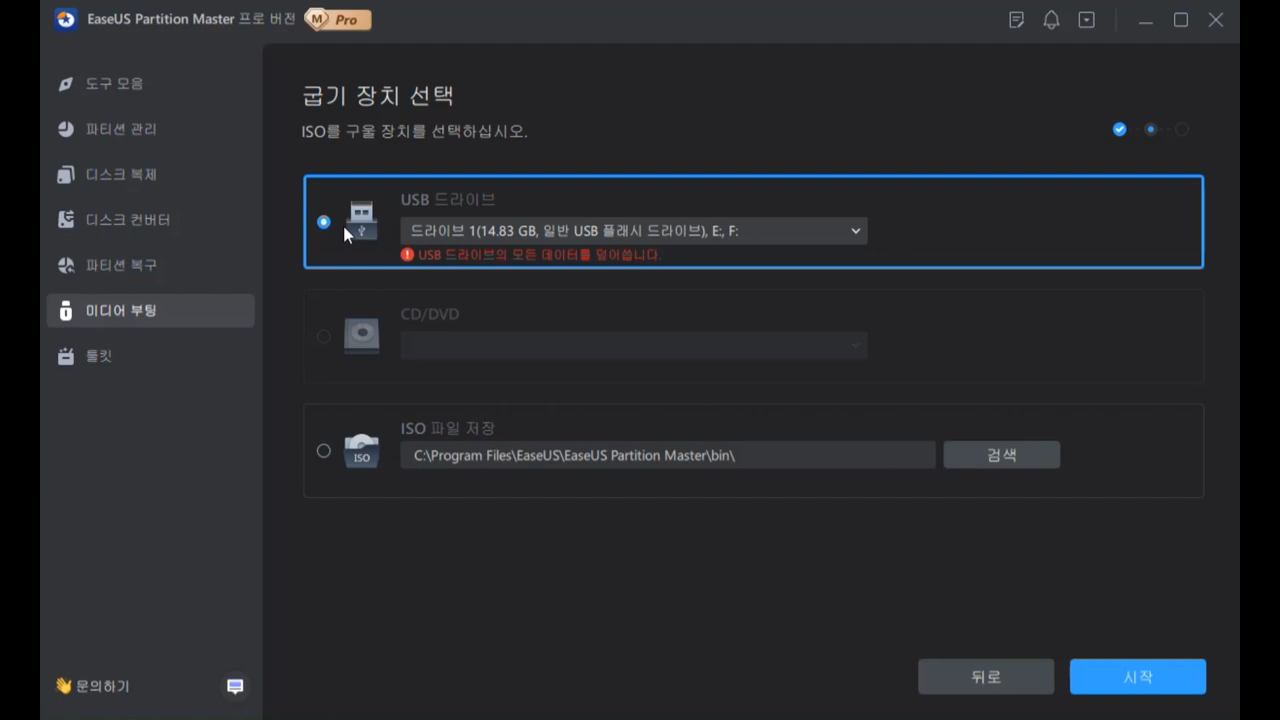 EaseUS Partition Master 프로 버전
M Pro
도구 모음
파티션 관리
디스크 복제
디스크 컨버터
파티션 복구
미디어 부팅
툴킷
문의하기
굽기 장치 선택
ISO를 구울 장치를 선택하십시오.
USB 드라이브
드라이브 1(14.83 GB, 일반 USB 플래시 드라이브), E:, F:
USB 드라이브의 모든 데이터를 덮어씁니다.
CD/DVD
ISO 파일 저장
ISO
C:\Program Files\EaseUS\EaseUS Partition Master\bin\
검색
뒤로
시작